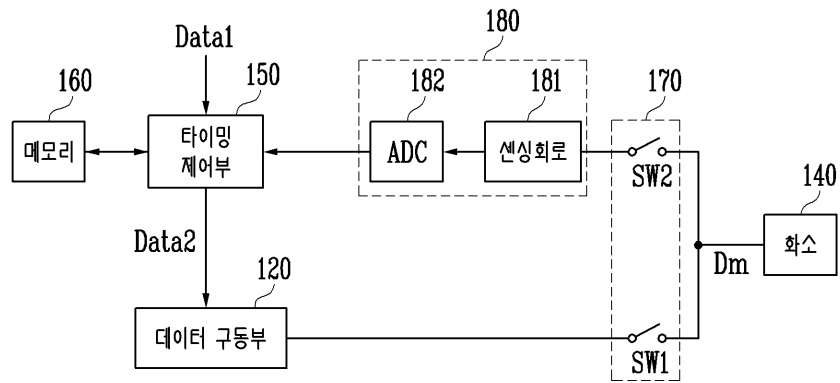 180
Data1
160
150
182
181
170
메모리
타이밍
제어부
ADC
센싱회로
SW2
140
화소
Data2
Dm
120
데이터 구동부
SW1